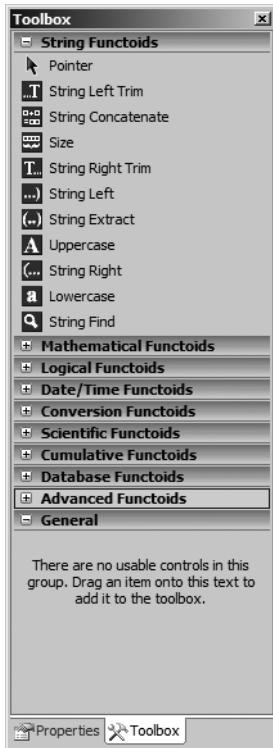 Toolbox
String Functoids
Pointer
...T String Left Trim
String Concatenate
Size
T... String Right Trim
...) String Left
(..) String Extract
A Uppercase
(... String Right
a Lowercase
String Find
Mathematical Functoids
Logical Functoids
Date/Time Functoids
Conversion Functoids
Scientific Functoids
Cumulative Functoids
Database Functoids
Advanced Functoids
General
There are no usable controls in this
group. Drag an item onto this text to
add it to the toolbox.
Properties Toolbox